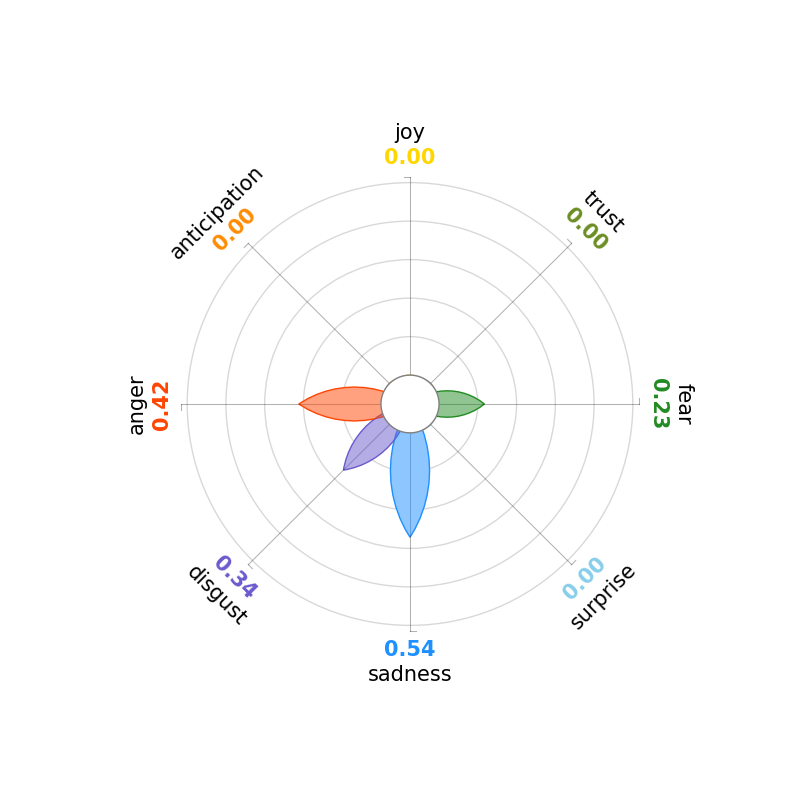 joy
0.00
trust
0.00
fear
0.23
surprise
0.00
0.54
sadness
0.34
disgust
anger
0.42
anticipation
0.00